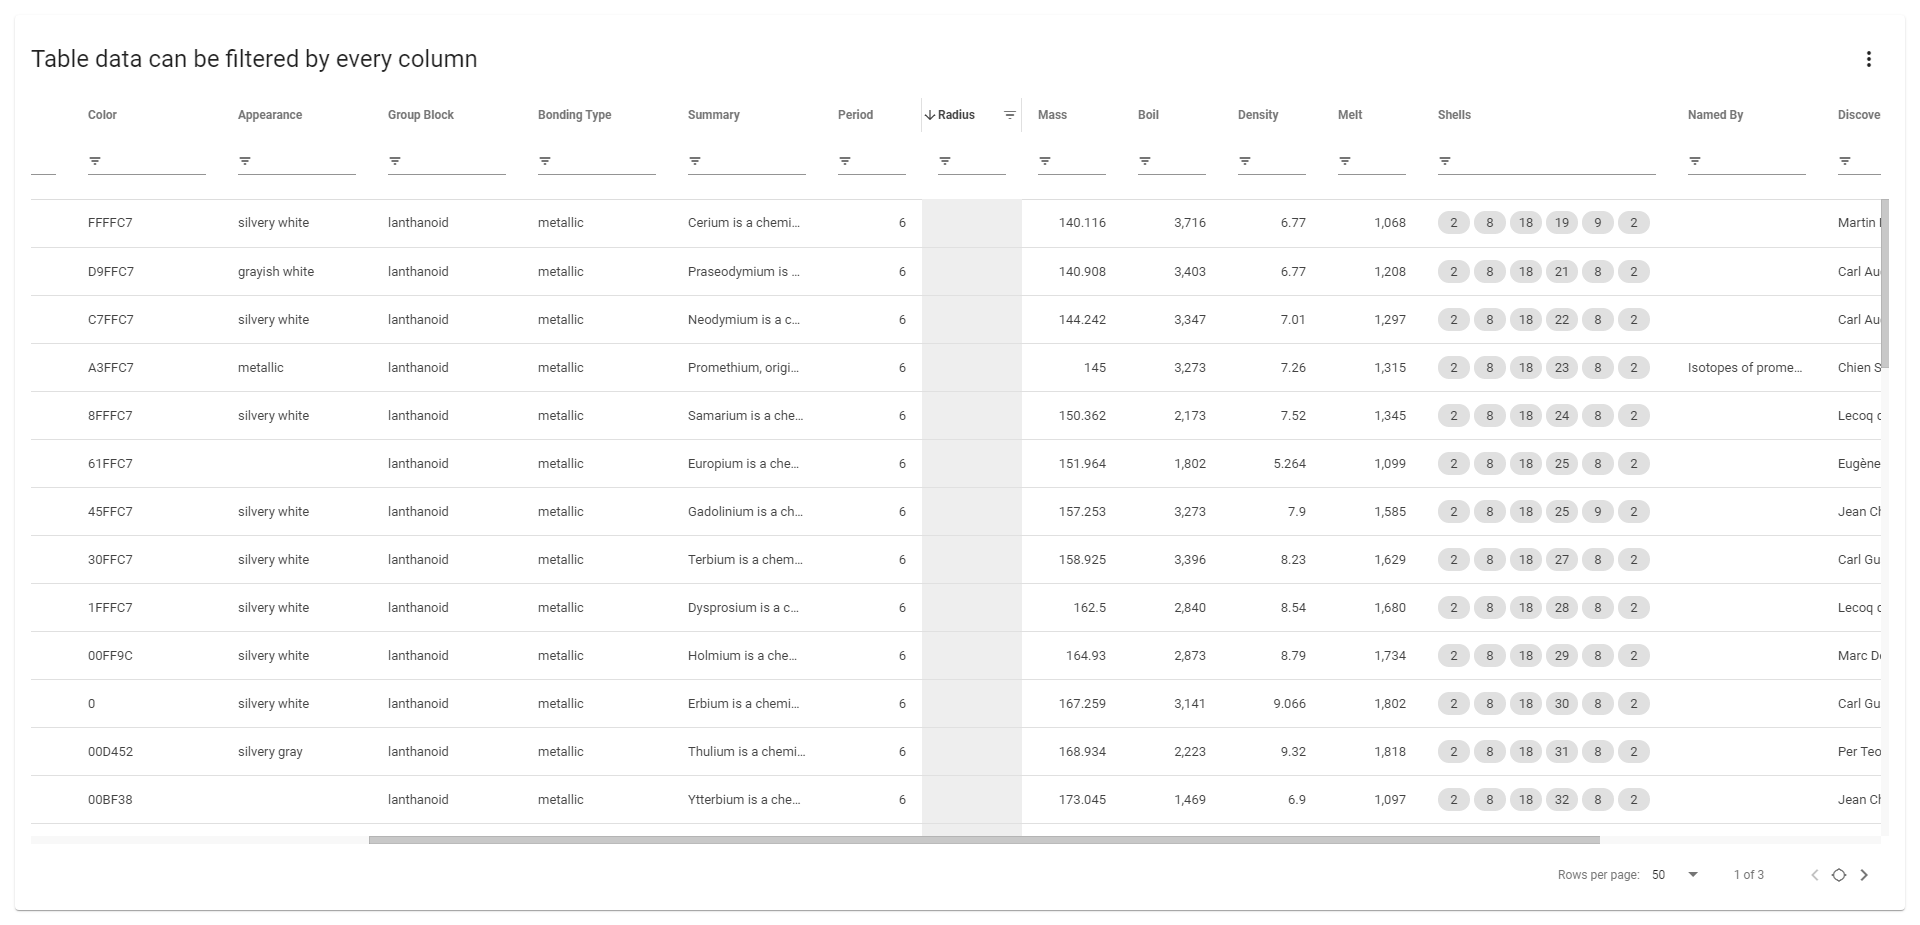 Table data can be filtered by every column
Color Appearance Group Block Bonding Type Summary Period Radius Mass Boil Density Melt Shells Named By Discove
FFFFC7 silvery white lanthanoid metallic Cerium is a chemi... 6 140.116 3,716 6.77 1,068 2 8 18 19 9 2 Martin
D9FFC7 grayish white lanthanoid metallic Praseodymium is ... 6 140.908 3,403 6.77 1,208 2 8 18 21 8 2 Carl Au
C7FFC7 silvery white lanthanoid metallic Neodymium is a c... 6 144.242 3,347 7.01 1,297 2 8 18 22 8 2 Carl Au
A3FFC7 metallic lanthanoid metallic Promethium, origi... 6 145 3,273 7.26 1,315 2 8 18 23 8 2 Isotopes of prome... Chien S
8FFFC7 silvery white lanthanoid metallic Samarium is a che... 6 150.362 2,173 7.52 1,345 2 8 18 24 8 2 Lecoq
61FFC7 lanthanoid metallic Europium is a che... 6 151.964 1,802 5.264 1,099 2 8 18 25 8 2 Eugène
45FFC7 silvery white lanthanoid metallic Gadolinium is a ch... 6 157.253 3,273 7.9 1,585 2 8 18 25 9 2 Jean Ch
30FFC7 silvery white lanthanoid metallic Terbium is a chem... 6 158.925 3,396 8.23 1,629 2 8 18 27 8 2 Carl Gu
1FFFC7 silvery white lanthanoid metallic Dysprosium is a c... 6 162.5 2,840 8.54 1,680 2 8 18 28 8 2 Lecoq
00FF9C silvery white lanthanoid metallic Holmium is a che... 6 164.93 2,873 8.79 1,734 2 8 18 29 8 2 Marc De
0 silvery white lanthanoid metallic Erbium is a chemi... 6 167.259 3,141 9.066 1,802 2 8 18 30 8 2 Carl Gu
00D452 silvery gray lanthanoid metallic Thulium is a chemi... 6 168.934 2,223 9.32 1,818 2 8 18 31 8 2 Per Teo
00BF38 lanthanoid metallic Ytterbium is a che... 6 173.045 1,469 6.9 1,097 2 8 18 32 8 2 Jean Ch
Rows per page: 50 1 of 3